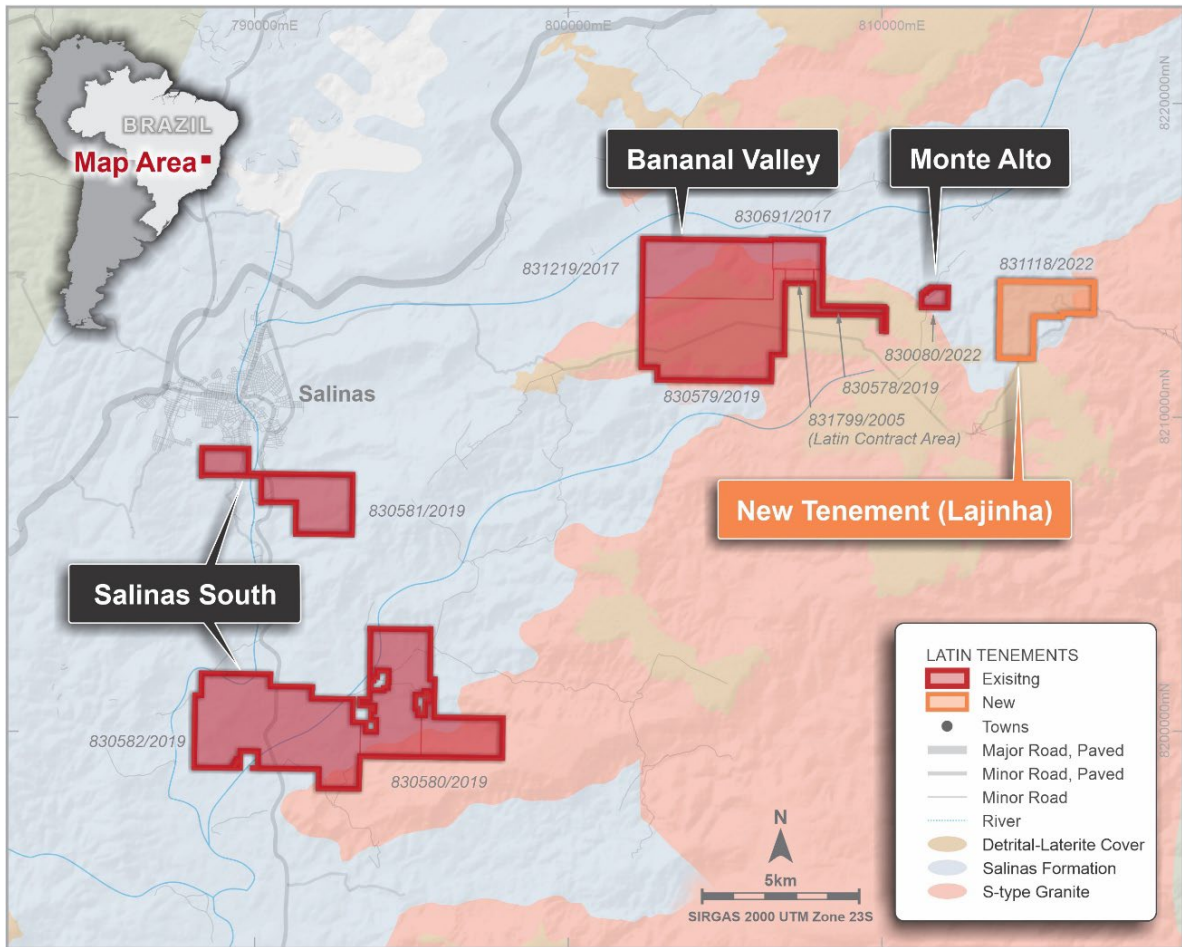 790000mE
800000mE
810000mE
8220000mN
BRAZIL
Map Area
Bananal Valley
Monte Alto
830691/2017
831219/2017
831118/2022
830080/2022
830578/2019
830579/2019
831799/2005
(Latin Contract Area)
8210000mN
Salinas
New Tenement (Lajinha)
830581/2019
Salinas South
830582/2019
830580/2019
8200000mN
LATIN TENEMENTS
Exisitng
New
Towns
Major Road, Paved
Minor Road, Paved
Minor Road
River
Detrital-Laterite Cover
Salinas Formation
S-type Granite
N
5km
SIRGAS 2000 UTM Zone 23S